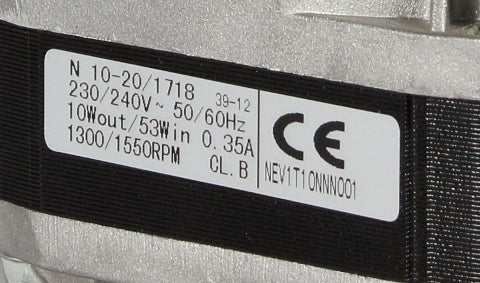 N 10-20/1718 39-12
230/240V~ 50/60Hz
10Wout/53Win 0.35A
1300/1550RPM CL.B
CE
NEV1T10NNN001